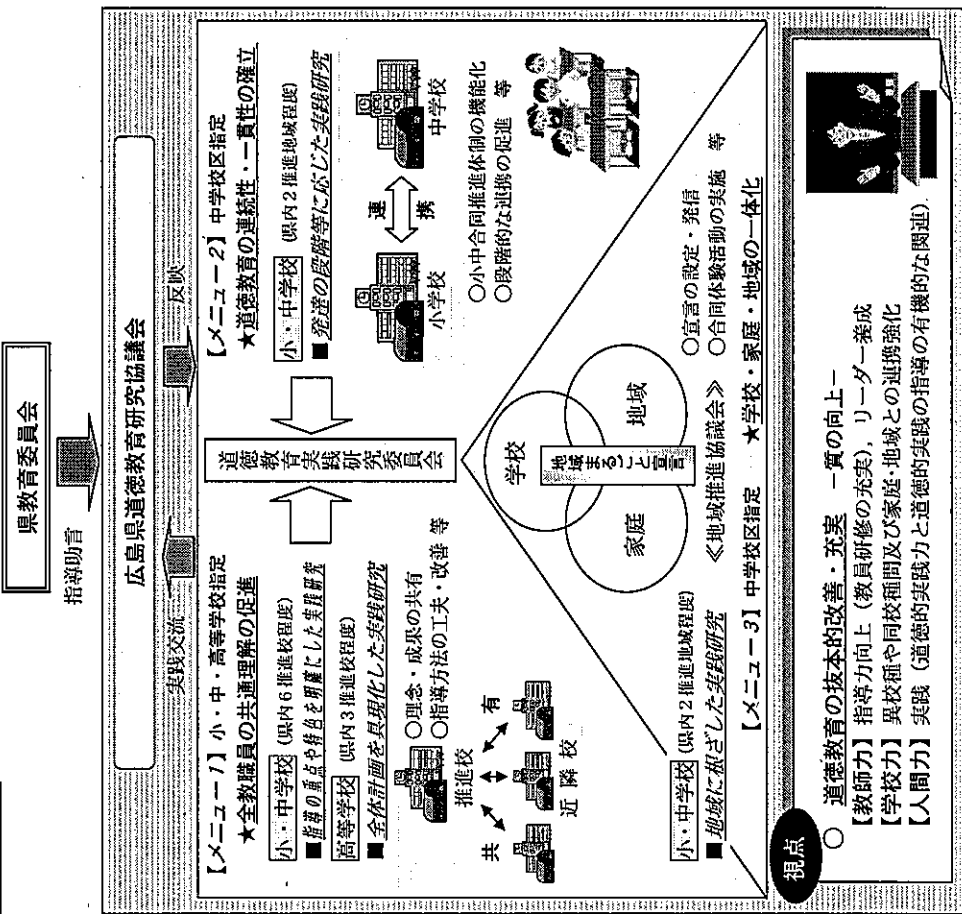 県教育委員会
指導助言
広島県道徳教育研究協議会
実践交流
反映
【メニュー1】小・中・高等学校指定
★全教職員の共通理解の促進
小・中学校 (県内6推進校程度)
■指導の重点や特色を明確にした実践研究
高等学校 (県内3推進校程度)
■全体計画を具現化した実践研究
○理念・成果の共有
○指導方法の工夫・改善 等
推進校
共
有
近隣校
道徳教育実践研究委員会
【メニュー2】中学校区指定
★道徳教育の連続性・一貫性の確立
小・中学校 (県内2推進地域程度)
■発達の段階等に応じた実践研究
小学校
連
携
中学校
○小中合同推進体制の機能化
○段階的な連携の促進 等
学校
家庭
地域
地域まるごと宣言
≪地域推進協議会≫
○宣言の設定・発信
○合同体験活動の実施 等
小・中学校 (県内2推進地域程度)
■地域に根ざした実践研究
【メニュー3】中学校区指定 ★学校・家庭・地域の一体化
視点
○ 道徳教育の抜本的改善・充実 ー質の向上ー
【教師力】指導力向上（教員研修の充実），リーダー養成
【学校力】異校種や同校種間及び家庭・地域との連携強化
【人間力】実践（道徳的実践力と道徳的実践の指導の有機的な関連）